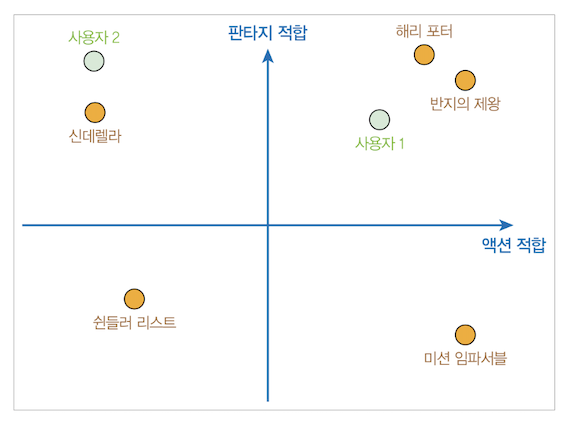 사용자 2
판타지 적합
해리 포터
반지의 제왕
신데렐라
사용자 1
액션 적합
쉰들러 리스트
미션 임파서블